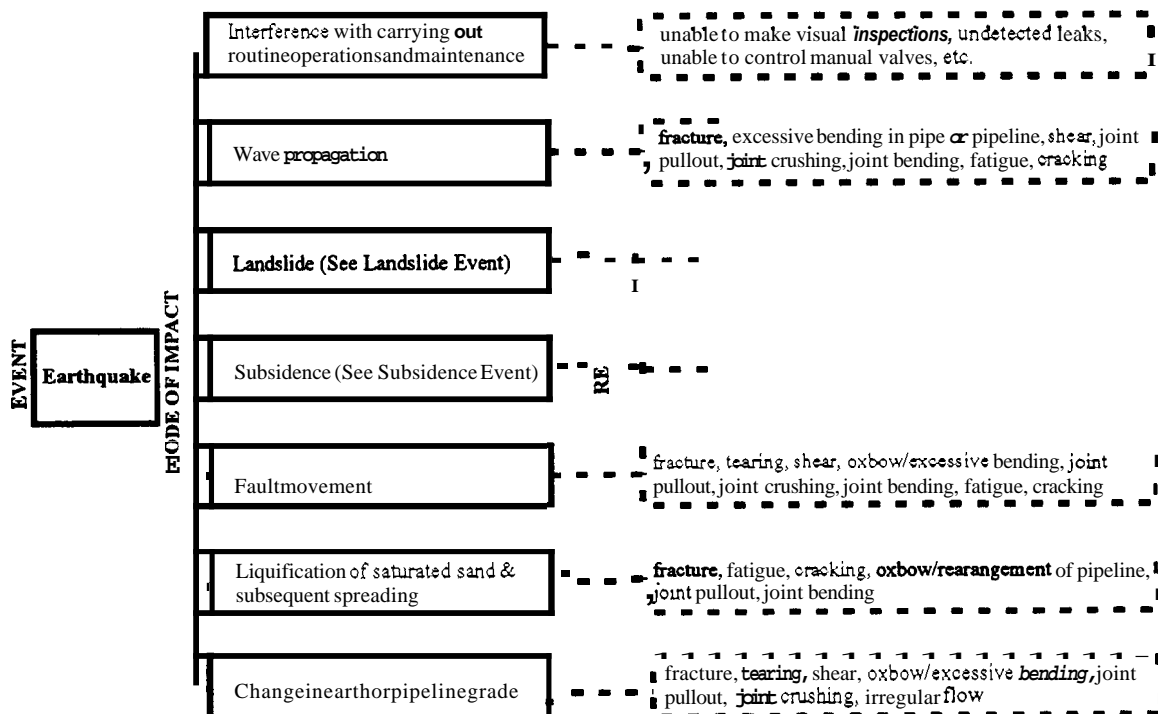 Interference with carrying out
routineoperationsandmaintenance
unable to make visual inspections, undetected leaks,
unable to control manual valves, etc.
I
Wave propagation
fracture, excessive bending in pipe or pipeline, shear, joint
pullout, joint crushing, joint bending, fatigue, cracking
Landslide (See Landslide Event)
I
EVENT
Earthquake
ODE OF IMPACT
Subsidence (See Subsidence Event)
RE
Faultmovement
fracture, tearing, shear, oxbow/excessive bending, joint
pullout, joint crushing, joint bending, fatigue, cracking
Liquification of saturated sand &
subsequent spreading
fracture, fatigue, cracking, oxbow/rearangement of pipeline,
joint pullout, joint bending
Changeinearthorpipelinegrade
fracture, tearing, shear, oxbow/excessive bending, joint
pullout, joint crushing, irregular flow